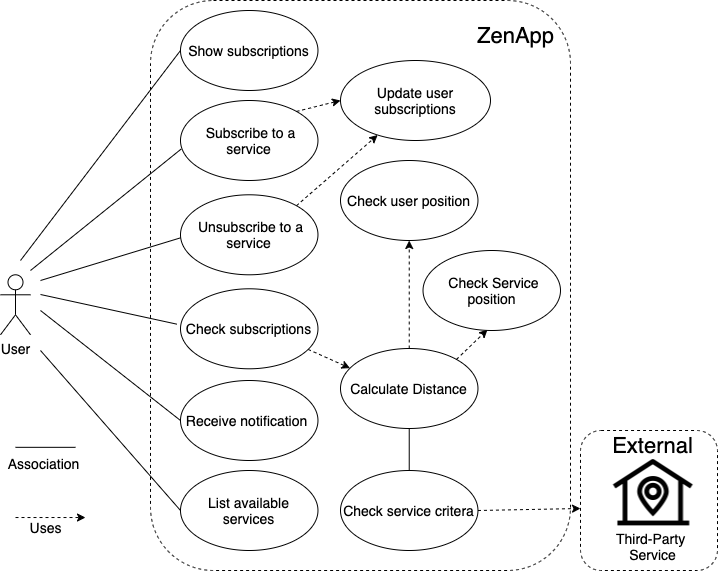 ZenApp
Show subscriptions
Update user
subscriptions
Subscribe to a
service
Check user position
Unsubscribe to a
service
Check Service
position
User
Check subscriptions
Calculate Distance
Receive notification
Association
List available
services
Check service critera
Uses
External
Third-Party
Service